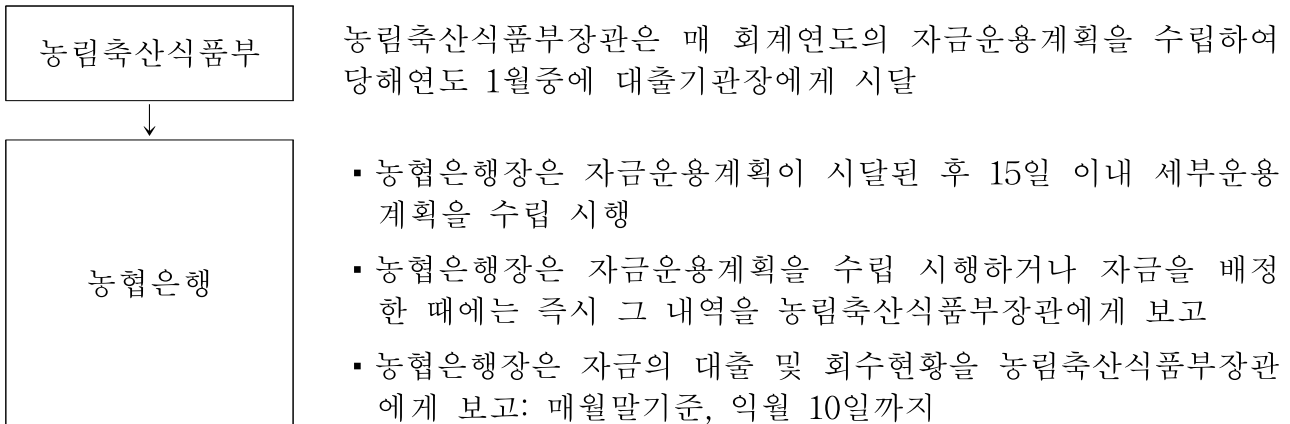 농림축산식품부
농림축산식품부장관은 매 회계연도의 자금운용계획을 수립하여
당해연도 1월중에 대출기관장에게 시달
농협은행
▪ 농협은행장은 자금운용계획이 시달된 후 15일 이내 세부운용
계획을 수립 시행
▪ 농협은행장은 자금운용계획을 수립 시행하거나 자금을 배정
한 때에는 즉시 그 내역을 농림축산식품부장관에게 보고
▪ 농협은행장은 자금의 대출 및 회수현황을 농림축산식품부장관
에게 보고: 매월말기준, 익월 10일까지